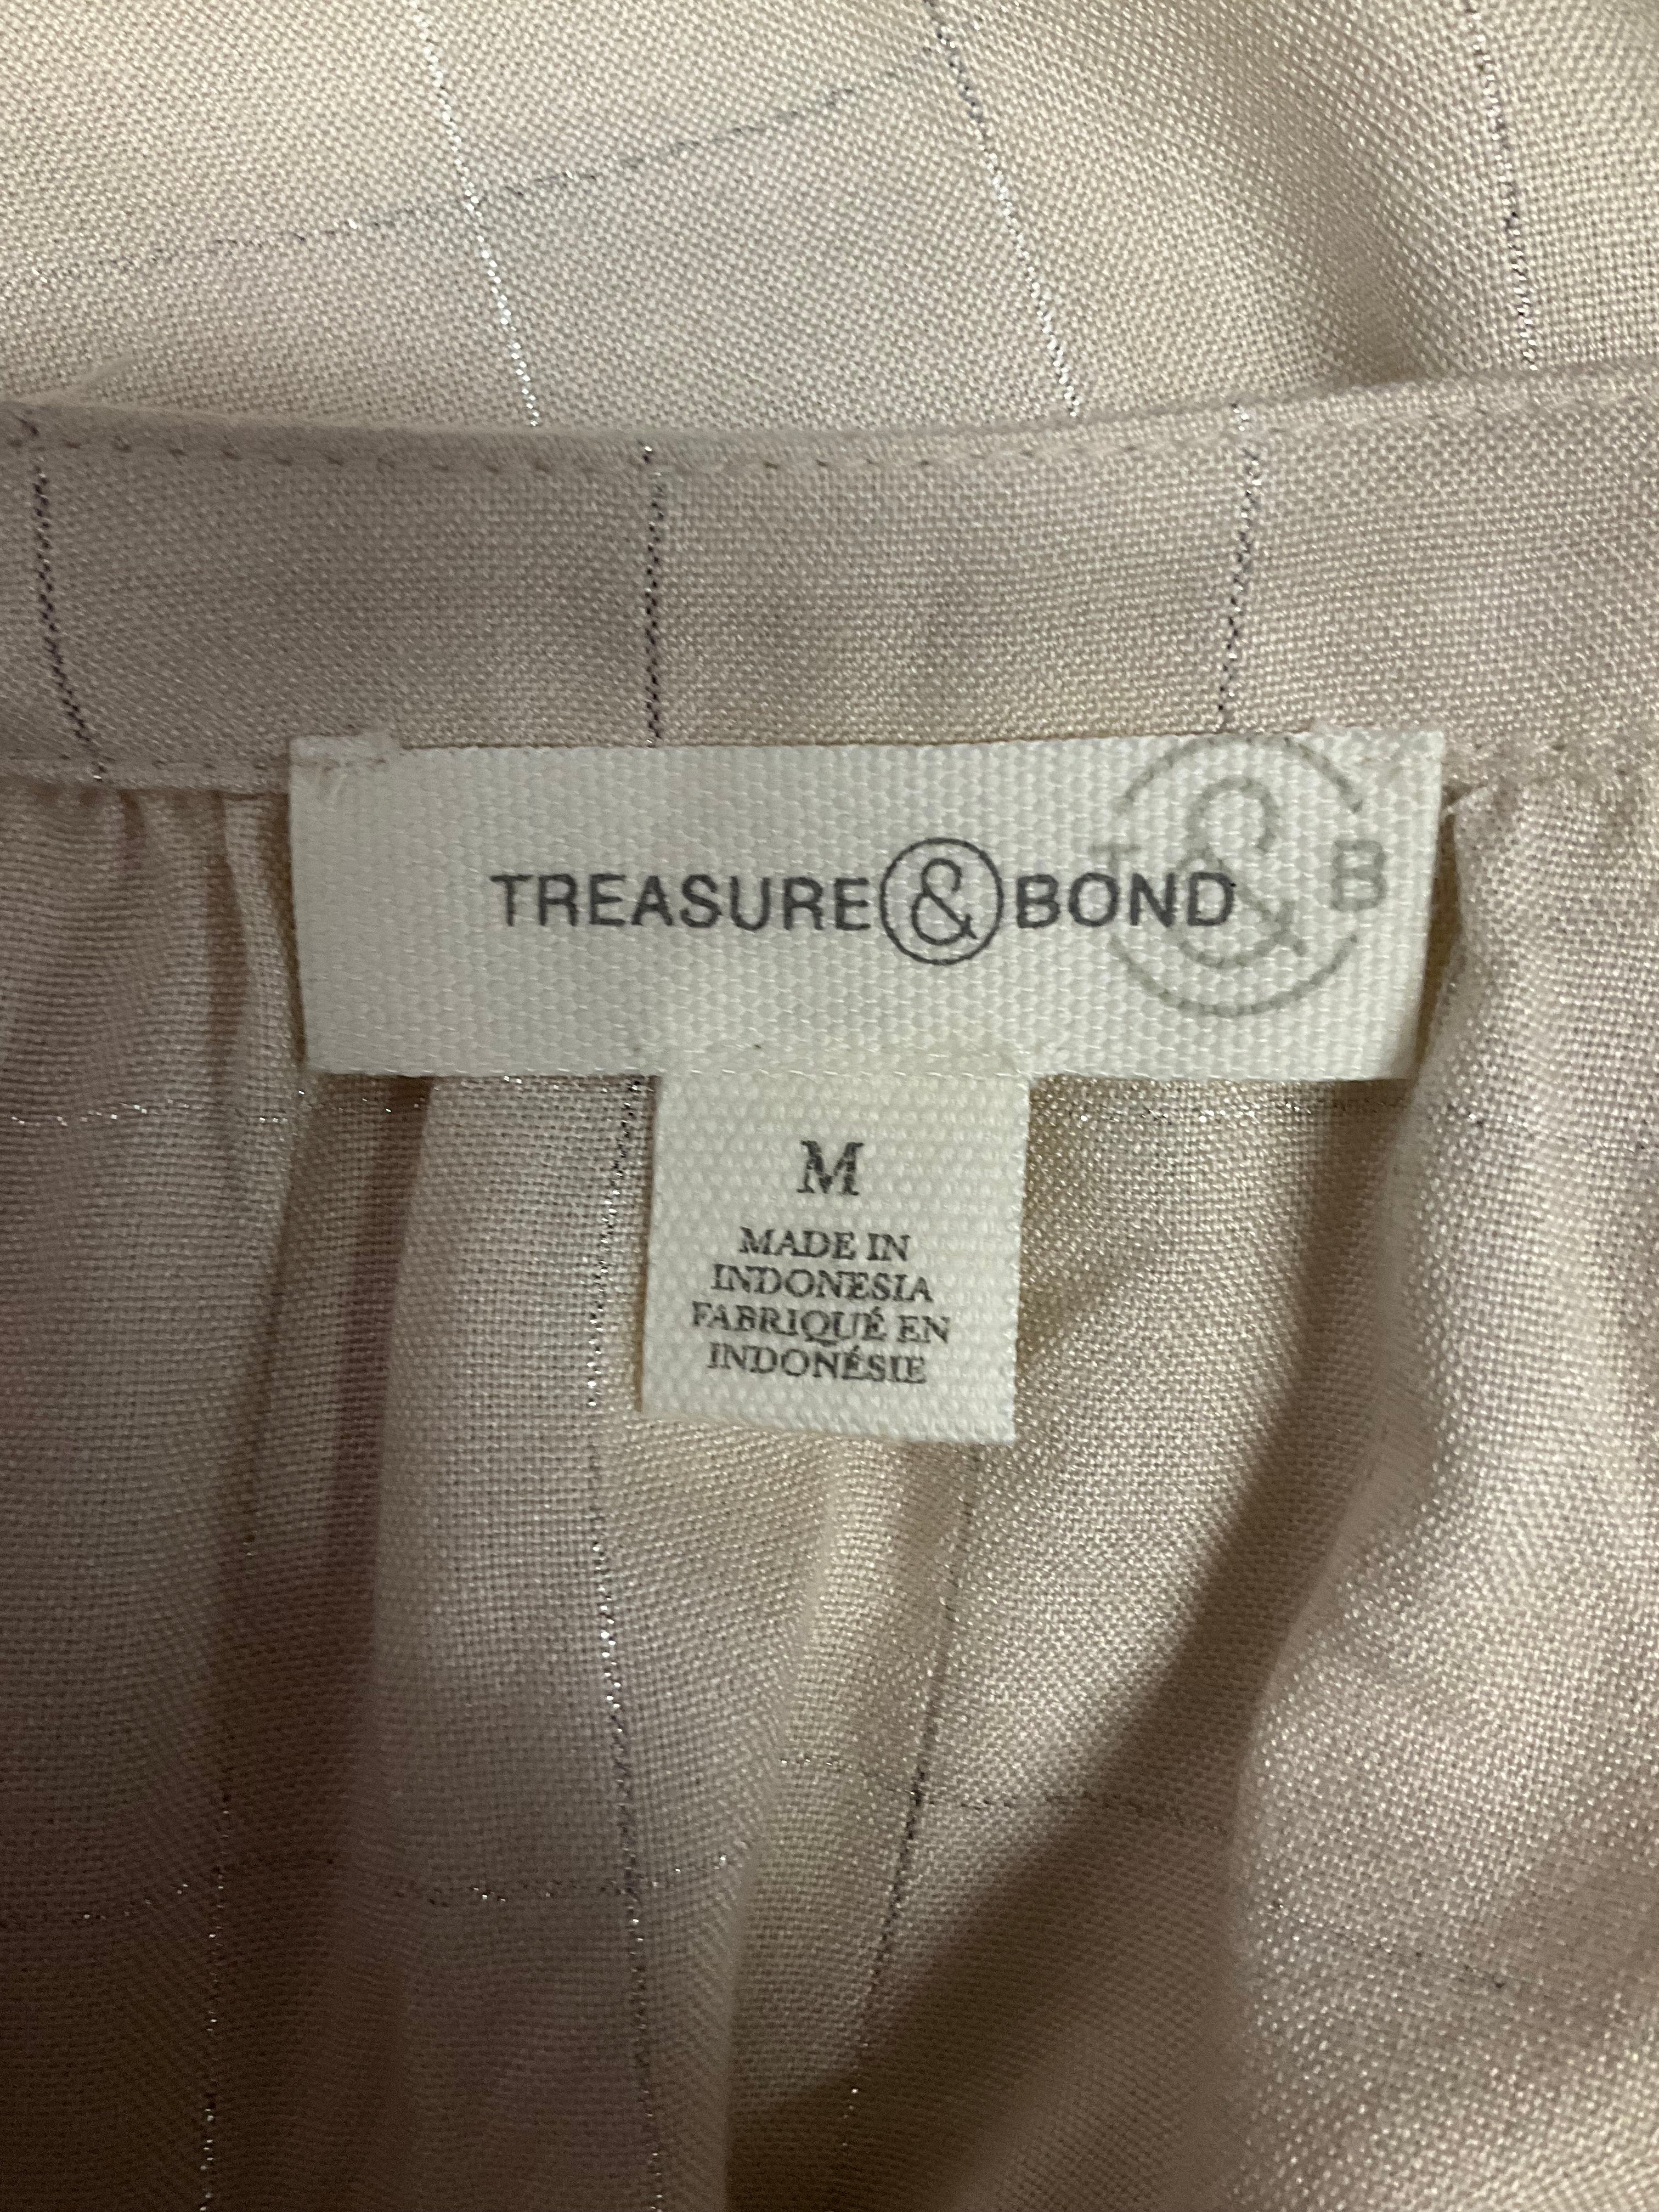 TREASURE & BOND
T & B
M
MADE IN
INDONESIA
FABRIQUÉ EN
INDONÉSIE